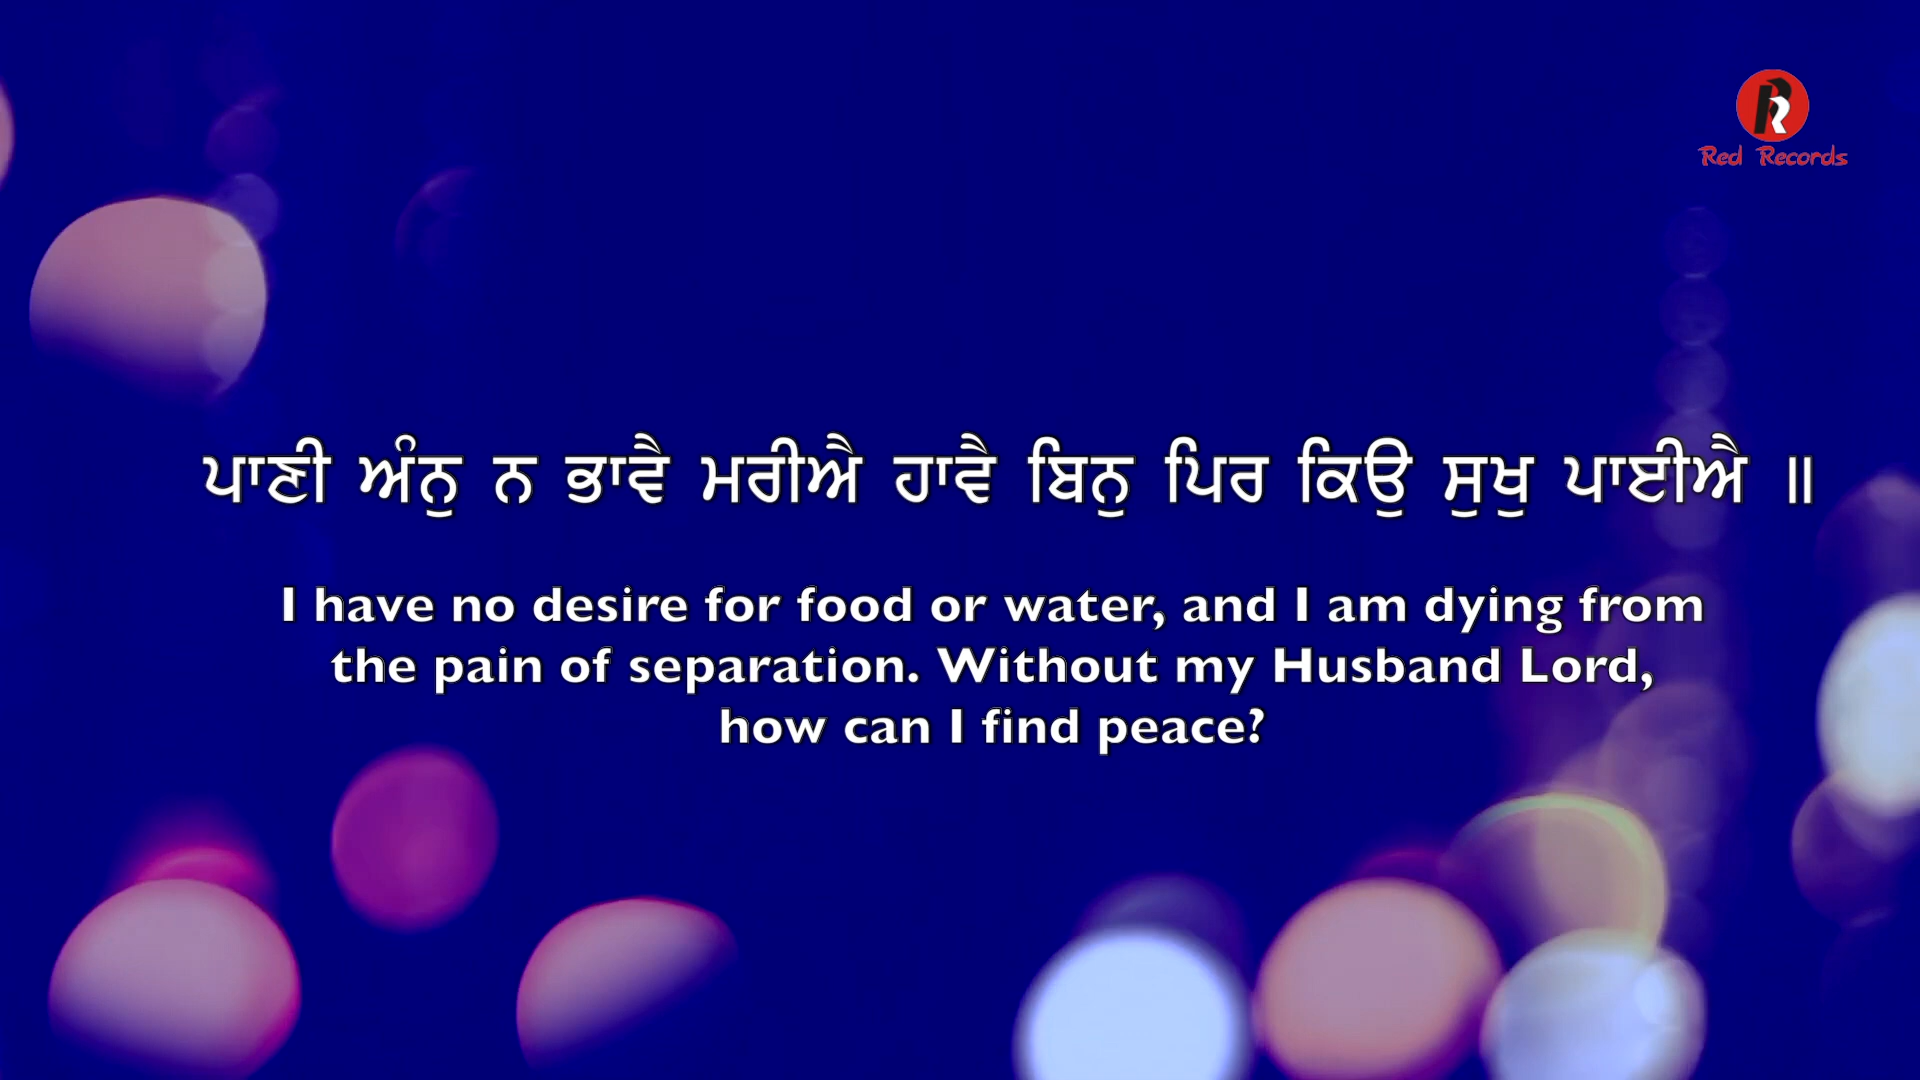 Red Records
ਪਾਣੀ ਅੰਨੁ ਨ ਭਾਵੈ ਮਰੀਐ ਹਾਵੈ ਬਿਨੁ ਪਿਰ ਕਿਉ ਸੁਖੁ ਪਾਈਐ ॥
I have no desire for food or water, and I am dying from
the pain of separation. Without my Husband Lord,
how can I find peace?